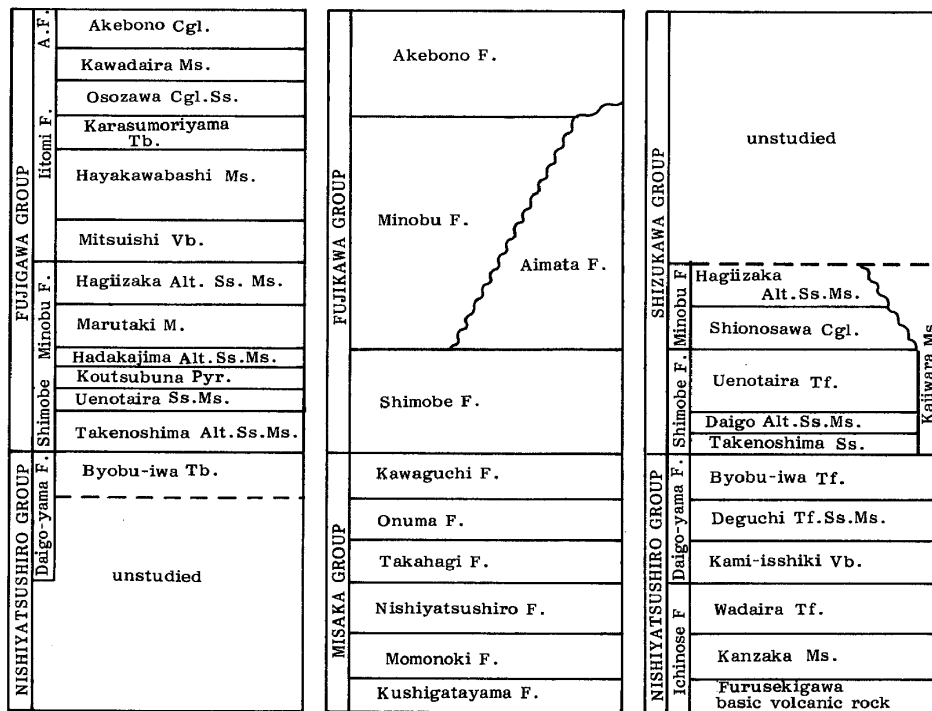 FUJIGAWA GROUP
NISHIYATSUSHIRO GROUP
A.F.
Iitomi F.
Minobu F.
Shimobe
Daigo-yama F.
Akebono Cgl.
Kawadaira Ms.
Osozawa Cgl.Ss.
Karasumoriyama
Tb.
Hayakawabashi Ms.
Mitsuishi Vb.
Hagiizaka Alt. Ss. Ms.
Marutaki M.
Hadakajima Alt.Ss.Ms.
Koutsubuna Pyr.
Uenotaira Ss.Ms.
Takenoshima Alt.Ss.Ms.
Byobu-iwa Tb.
unstudied
FUJIKAWA GROUP
MISAKA GROUP
Akebono F.
Minobu F.
Aimata F.
Shimobe F.
Kawaguchi F.
Onuma F.
Takahagi F.
Nishiyatsushiro F.
Momonoki F.
Kushigatayama F.
SHIZUKAWA GROUP
NISHIYATSUSHIRO GROUP
Minobu F
Shimobe F.
Daigo-yama F.
Ichinose F
unstudied
Hagiizaka
Alt.Ss.Ms.
Shionosawa Cgl.
Uenotaira Tf.
Daigo Alt.Ss.Ms.
Takenoshima Ss.
Kajiwara Ms.
Byobu-iwa Tf.
Deguchi Tf.Ss.Ms.
Kami-isshiki Vb.
Wadaira Tf.
Kanzaka Ms.
Furusekigawa
basic volcanic rock